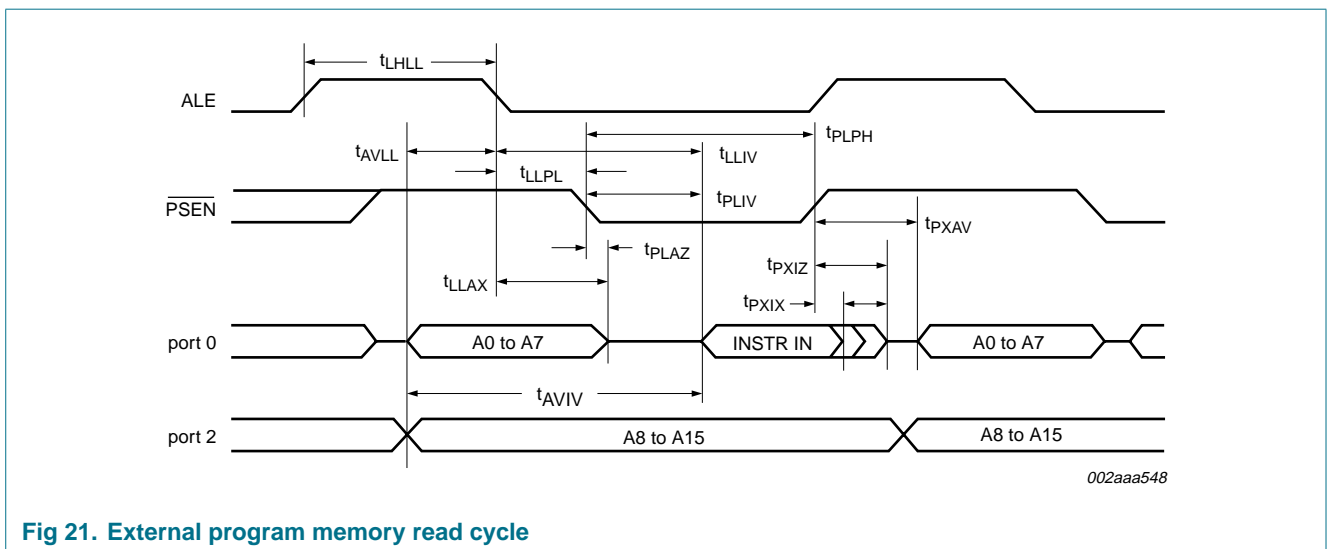 tLHLL
ALE
tPLPH
tAVLL
tLLIV
tLLPL
PSEN
tPLIV
tPXAV
tPLAZ
tPXIZ
tLLAX
tPXIX
port 0
A0 to A7
INSTR IN
A0 to A7
tAVIV
port 2
A8 to A15
A8 to A15
002aaa548
Fig 21. External program memory read cycle